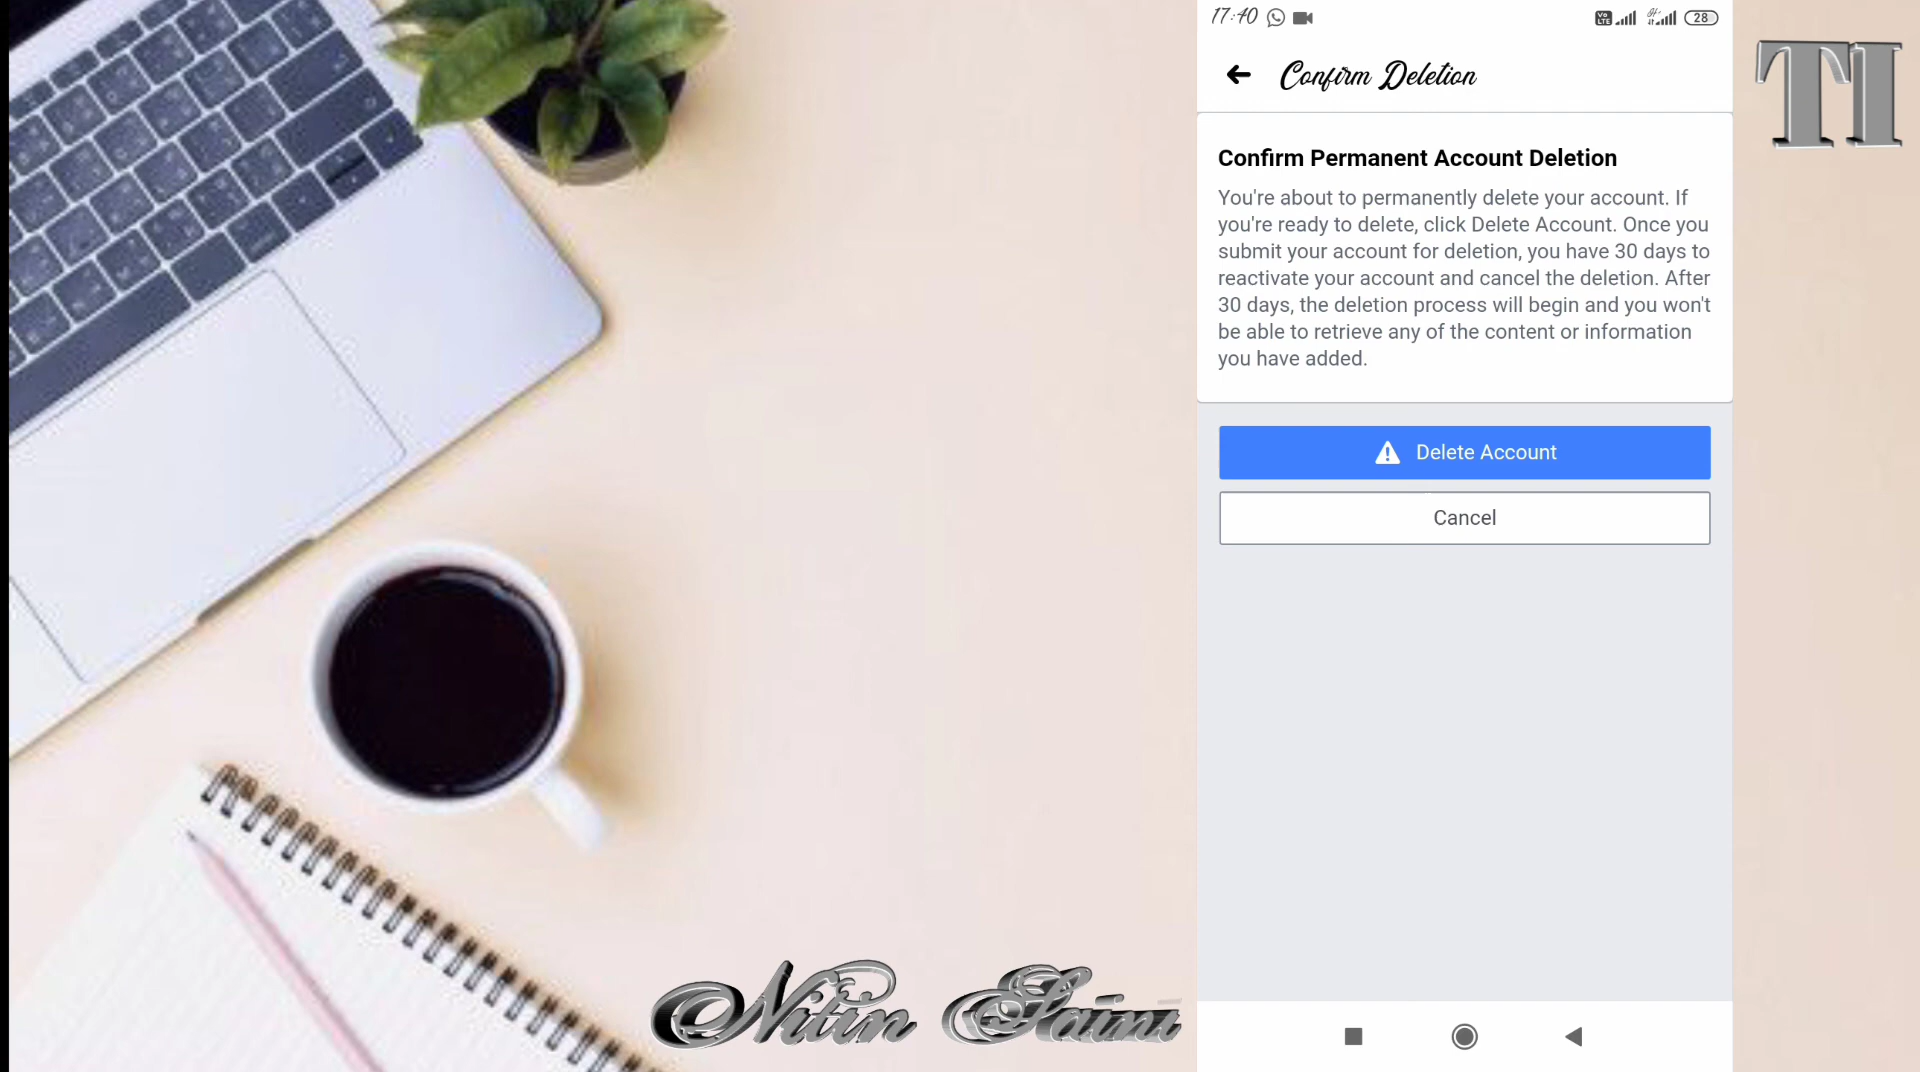 17:40
Vo LTE
28
Confirm Deletion
TI
Confirm Permanent Account Deletion
You're about to permanently delete your account. If
you're ready to delete, click Delete Account. Once you
submit your account for deletion, you have 30 days to
reactivate your account and cancel the deletion. After
30 days, the deletion process will begin and you won't
be able to retrieve any of the content or information
you have added.
Delete Account
Cancel
Nitin Saini